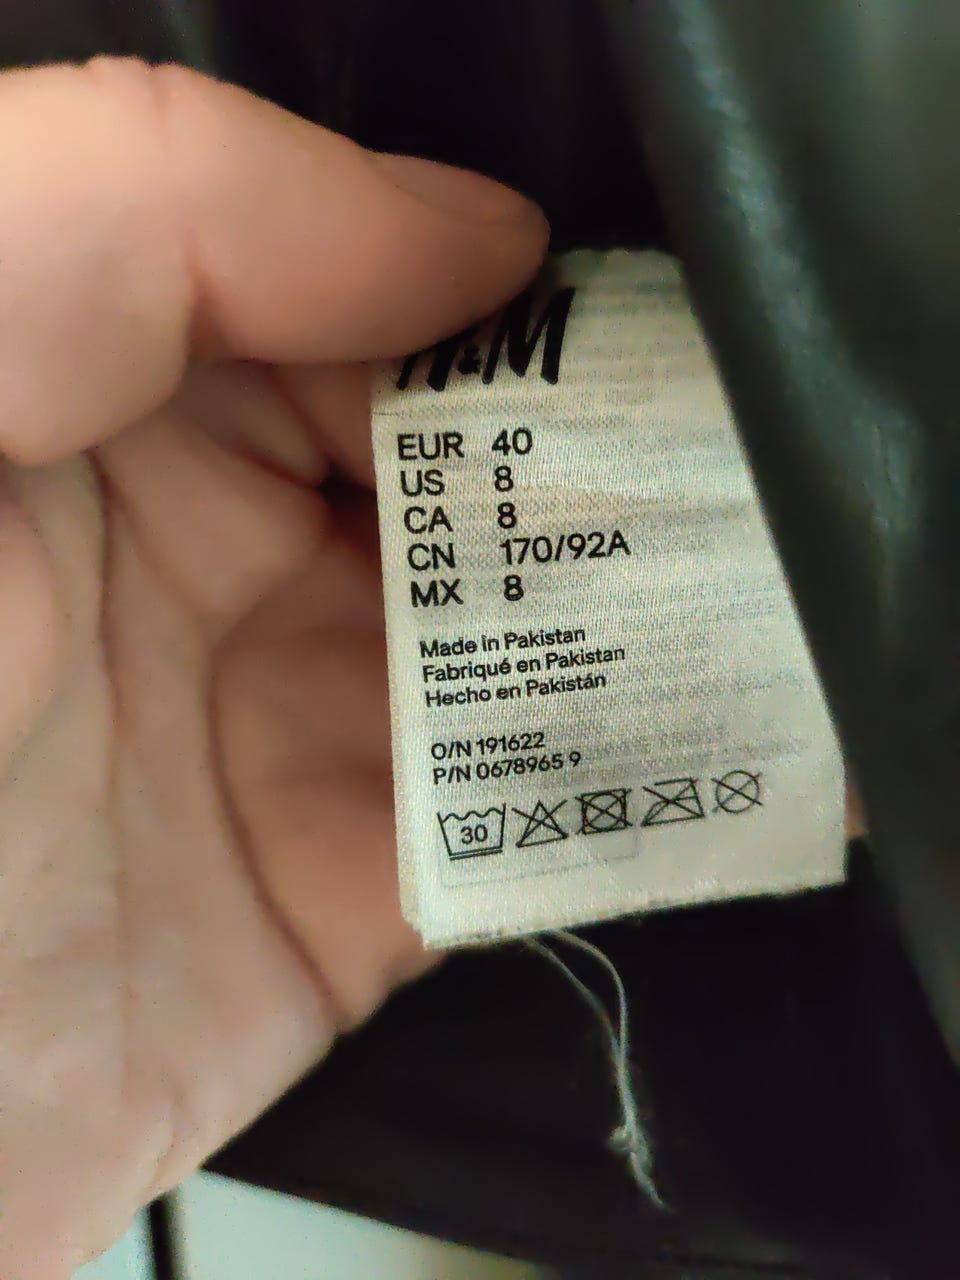 H&M
EUR 40
US 8
CA 8
CN 170/92A
MX 8
Made in Pakistan
Fabriqué en Pakistan
Hecho en Pakistán
O/N 191622
P/N 0678965 9
30